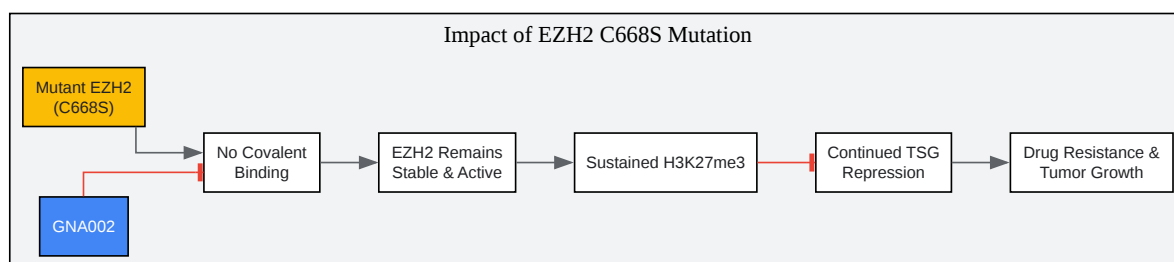 Impact of EZH2 C668S Mutation
Mutant EZH2
(C668S)
GNA002
No Covalent
Binding
EZH2 Remains
Stable & Active
Sustained H3K27me3
Continued TSG
Repression
Drug Resistance &
Tumor Growth